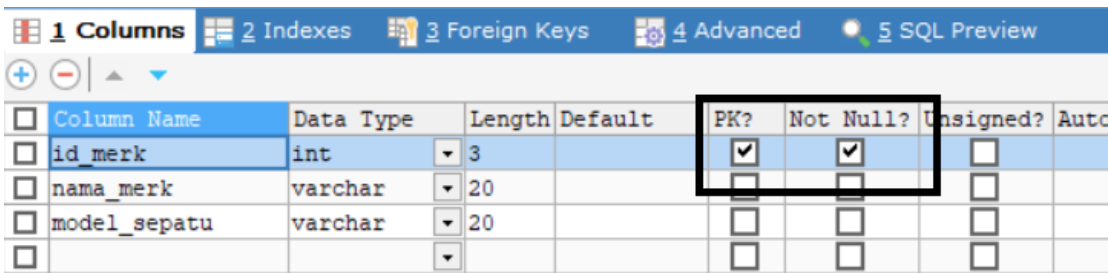 1 Columns 2 Indexes 3 Foreign Keys 4 Advanced 5 SQL Preview
Column Name Data Type Length Default PK? Not Null? Unsigned? Auto
id_merk int 3
nama_merk varchar 20
model_sepatu varchar 20